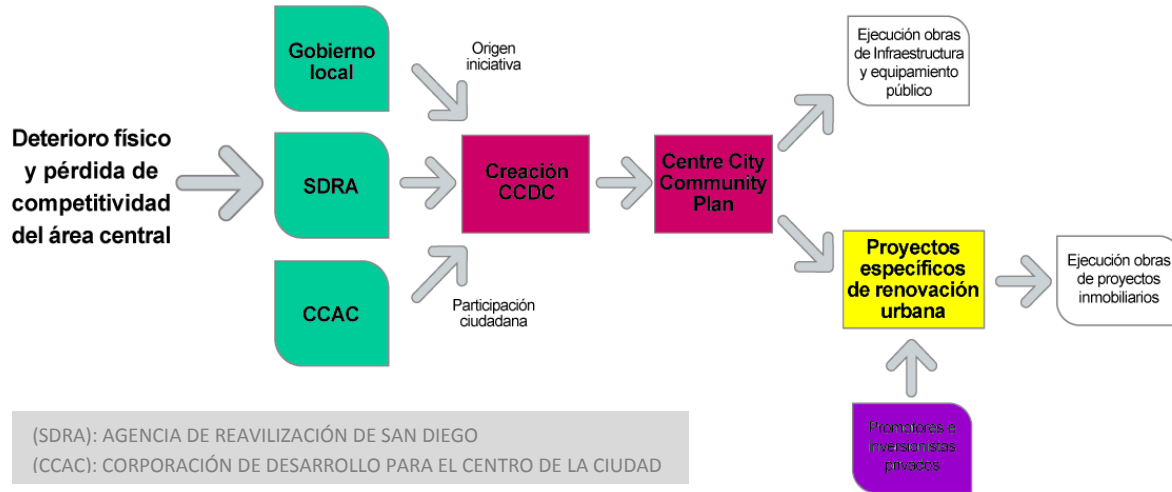 Deterioro físico
y pérdida de
competitividad
del área central
Gobierno
local
SDRA
CCAC
Origen
iniciativa
Participación
ciudadana
Creación
CCDC
Centre City
Community
Plan
Ejecución obras
de Infraestructura
y equipamiento
público
Proyectos
específicos
de renovación
urbana
Ejecución obras
de proyectos
inmobiliarios
Promotores e
inversionistas
privados
(SDRA): AGENCIA DE REAVILIZACIÓN DE SAN DIEGO
(CCAC): CORPORACIÓN DE DESARROLLO PARA EL CENTRO DE LA CIUDAD